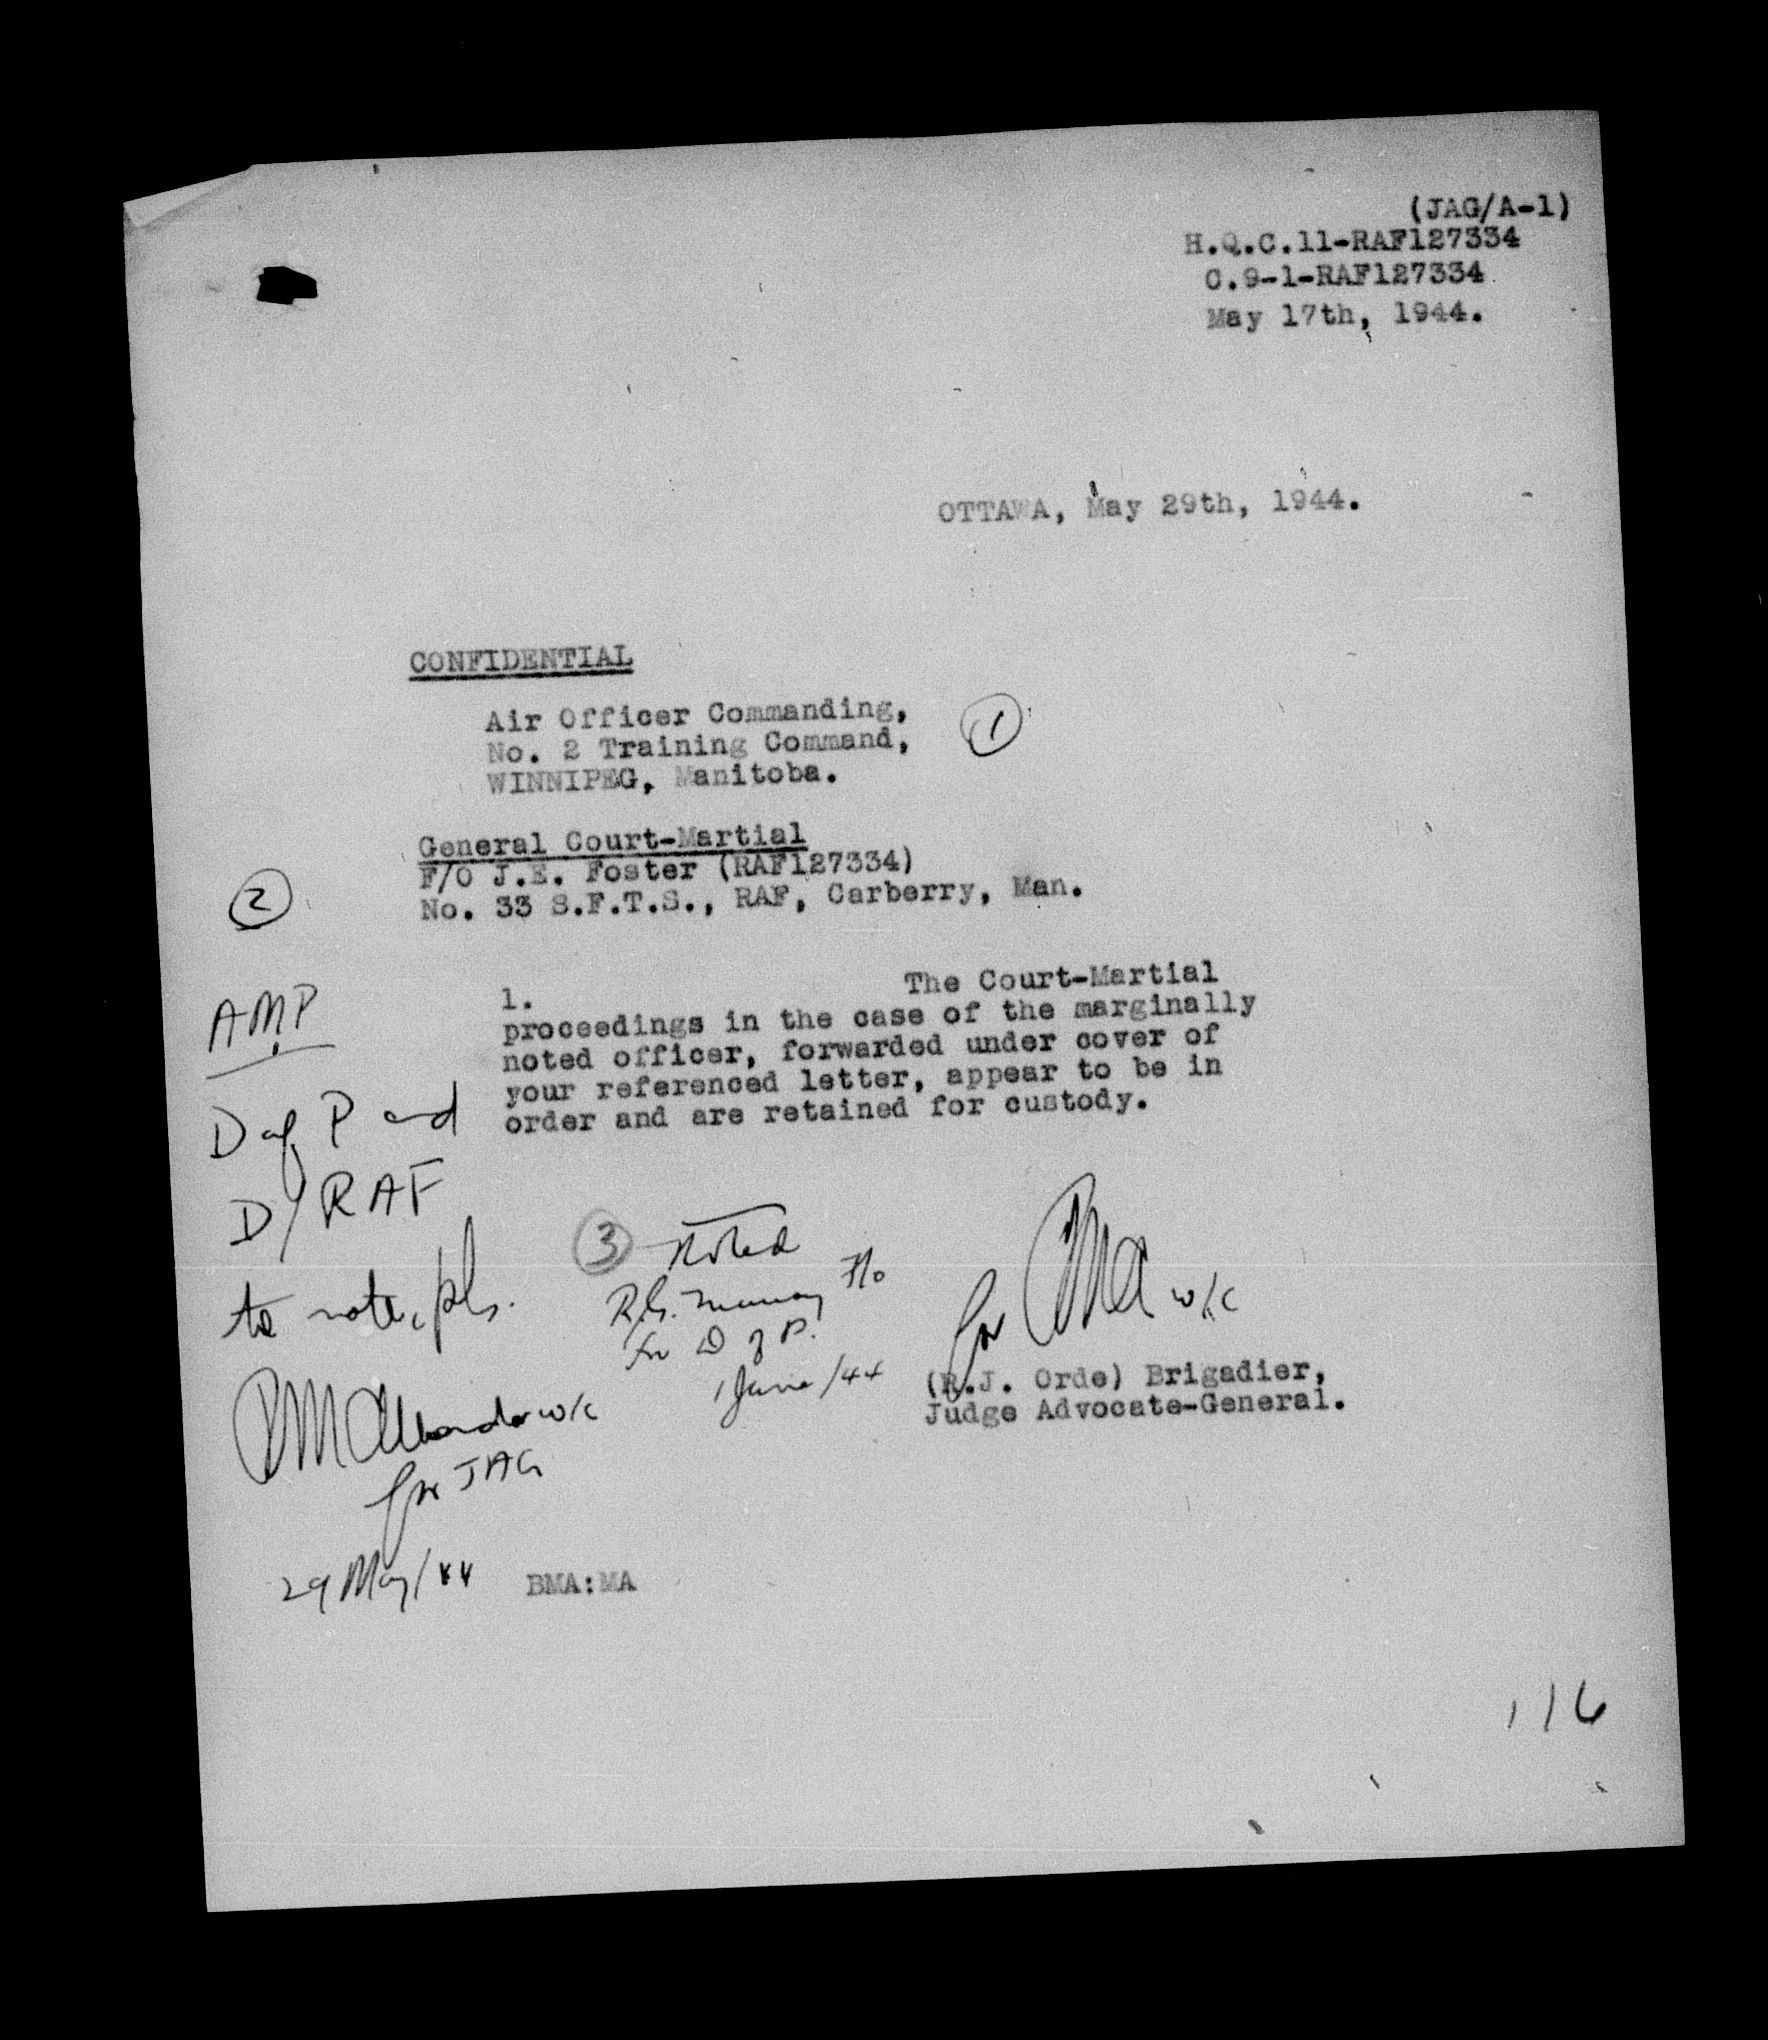 (JAG/A-1)
H.Q.C.11-RAF127334
C.9-1-RAF127334
May 17th, 1944.
OTTAWA, May 29th, 1944.
CONFIDENTIAL
Air Officer Commanding,
No. 2 Training Command,
WINNIPEG, Manitoba.
1
General Court-Martial
F/O J.E. Foster (RAF127334)
No. 33 S.F.T.S., RAF, Carberry, Man.
2
The Court-Martial
1.
proceedings in the case of the marginally
noted officer, forwarded under cover of
your referenced letter, appear to be in
order and are retained for custody.
AMP
D of P and
D/RAF
to note, pls.
for JAG
29 May/44
3 Noted
for D of P.
1 June/44
for BMA w/c
(R.J. Orde) Brigadier,
Judge Advocate-General.
BMA:MA
116